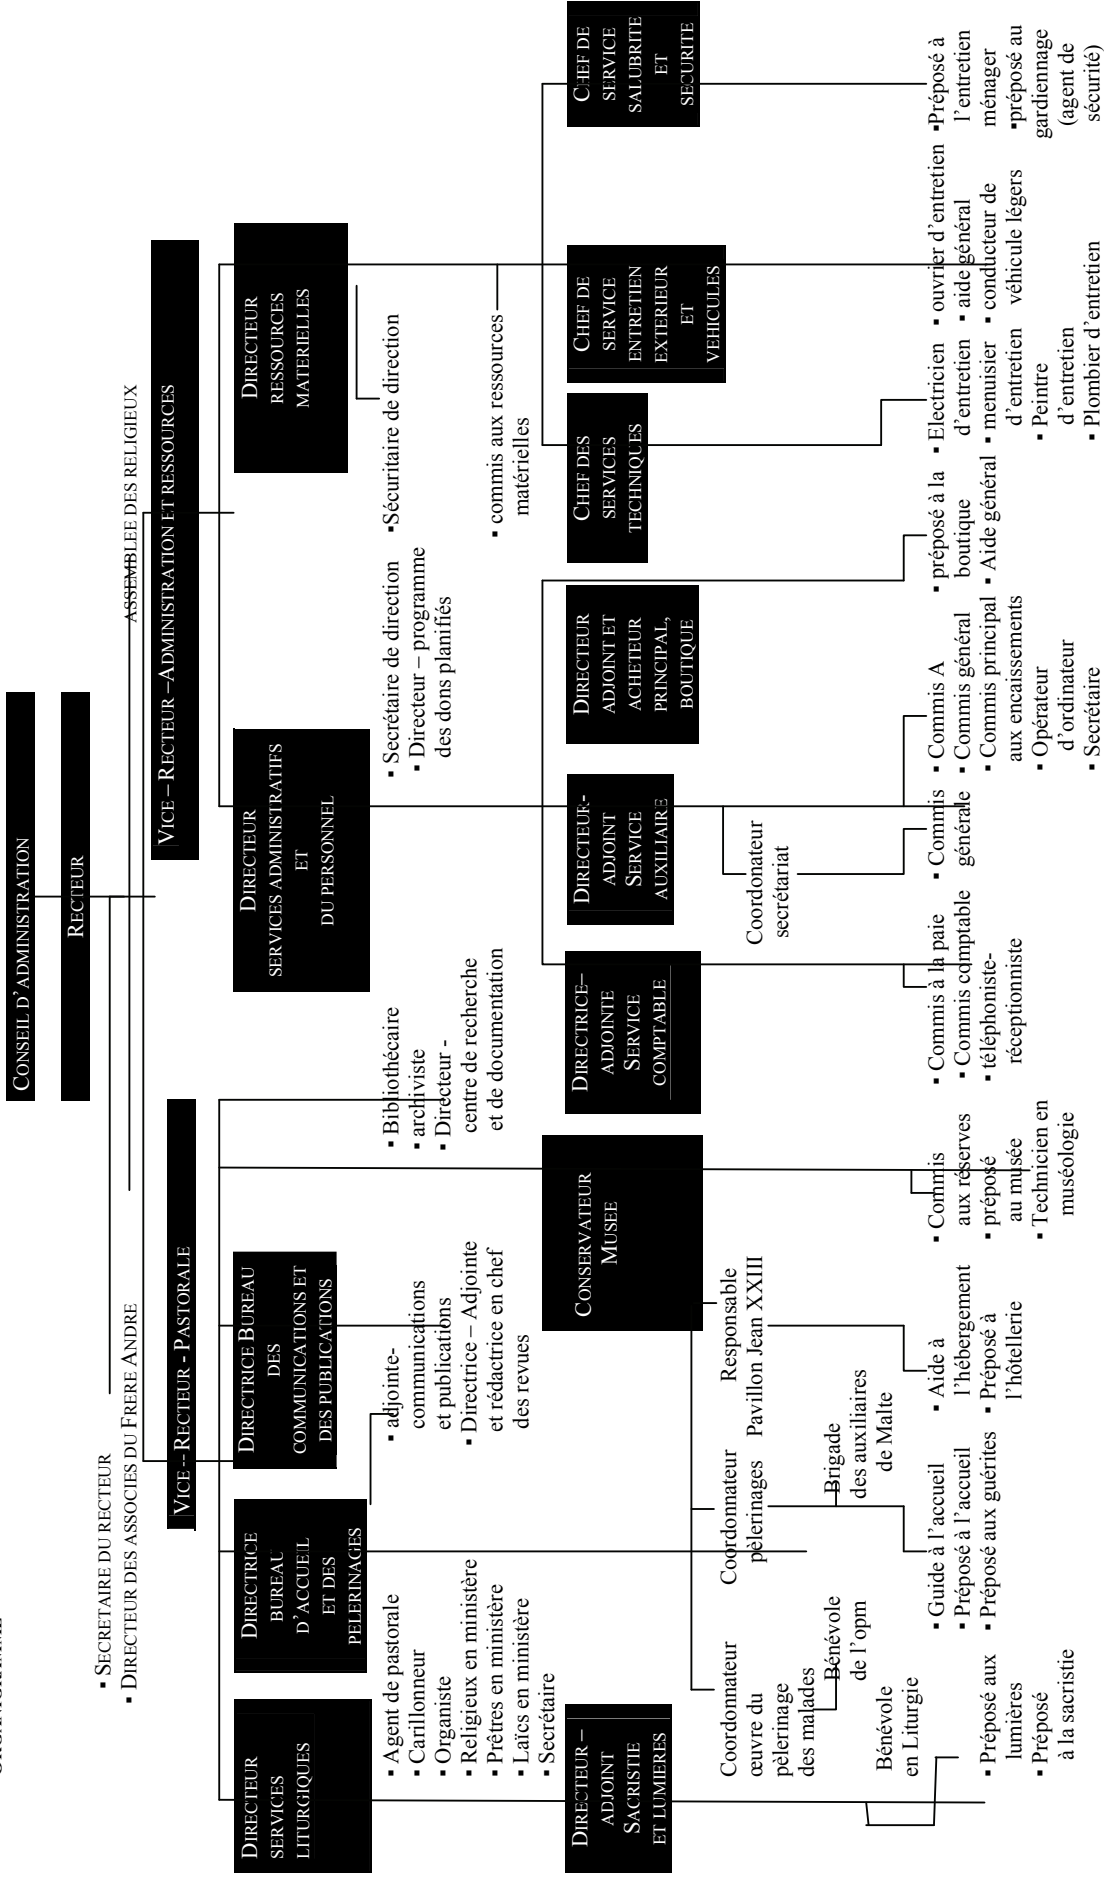 CONSEIL D'ADMINISTRATION
RECTEUR
▪ SECRETAIRE DU RECTEUR
▪ DIRECTEUR DES ASSOCIES DU FRERE ANDRE
ASSEMBLEE DES RELIGIEUX
VICE -- RECTEUR - PASTORALE
VICE – RECTEUR –ADMINISTRATION ET RESSOURCES
DIRECTEUR
SERVICES
LITURGIQUES
DIRECTRICE
BUREAU
D'ACCUEIL
ET DES
PELERINAGES
DIRECTRICE BUREAU
DES
COMMUNICATIONS ET
DES PUBLICATIONS
DIRECTEUR
SERVICES ADMINISTRATIFS
ET
DU PERSONNEL
DIRECTEUR
RESSOURCES
MATERIELLES
▪ Agent de pastorale
▪ Carillonneur
▪ Organiste
▪ Religieux en ministère
▪ Prêtres en ministère
▪ Laïcs en ministère
▪ Secrétaire
▪ adjointe-
communications
et publications
▪ Directrice – Adjointe
et rédactrice en chef
des revues
▪ Bibliothécaire
▪ archiviste
▪ Directeur -
centre de recherche
et de documentation
▪ Secrétaire de direction
▪ Directeur – programme
des dons planifiés
▪Sécuritaire de direction
▪ commis aux ressources
matérielles
DIRECTEUR –
ADJOINT
SACRISTIE
ET LUMIERES
CONSERVATEUR
MUSEE
DIRECTRICE–
ADJOINTE
SERVICE
COMPTABLE
DIRECTEUR-
ADJOINT
SERVICE
AUXILIAIRE
DIRECTEUR
ADJOINT ET
ACHETEUR
PRINCIPAL,
BOUTIQUE
CHEF DES
SERVICES
TECHNIQUES
CHEF DE
SERVICE
ENTRETIEN
EXTERIEUR
ET
VEHICULES
CHEF DE
SERVICE
SALUBRITE
ET
SECURITE
Coordonnateur
œuvre du
pèlerinage
des malades
Coordonnateur
pèlerinages
Responsable
Pavillon Jean XXIII
Coordonateur
secrétariat
Bénévole
de l'opm
Brigade
des auxiliaires
de Malte
Bénévole
en Liturgie
▪ Préposé aux
lumières
▪ Préposé
à la sacristie
▪ Guide à l'accueil
▪ Préposé à l'accueil
▪ Préposé aux guérites
▪ Aide à
l'hébergement
▪ Préposé à
l'hôtellerie
▪ Commis
aux réserves
▪ préposé
au musée
▪ Technicien en
muséologie
▪ Commis à la paie
▪ Commis comptable
▪ téléphoniste-
réceptionniste
▪ Commis
générale
▪ Commis A
▪ Commis général
▪ Commis principal
aux encaissements
▪ Opérateur
d'ordinateur
▪ Secrétaire
▪ préposé à la
boutique
▪ Aide général
▪ Electricien
d'entretien
▪ menuisier
d'entretien
▪ Peintre
d'entretien
▪ Plombier d'entretien
▪ ouvrier d'entretien
▪ aide général
▪ conducteur de
véhicule légers
▪Préposé à
l'entretien
ménager
▪préposé au
gardiennage
(agent de
sécurité)